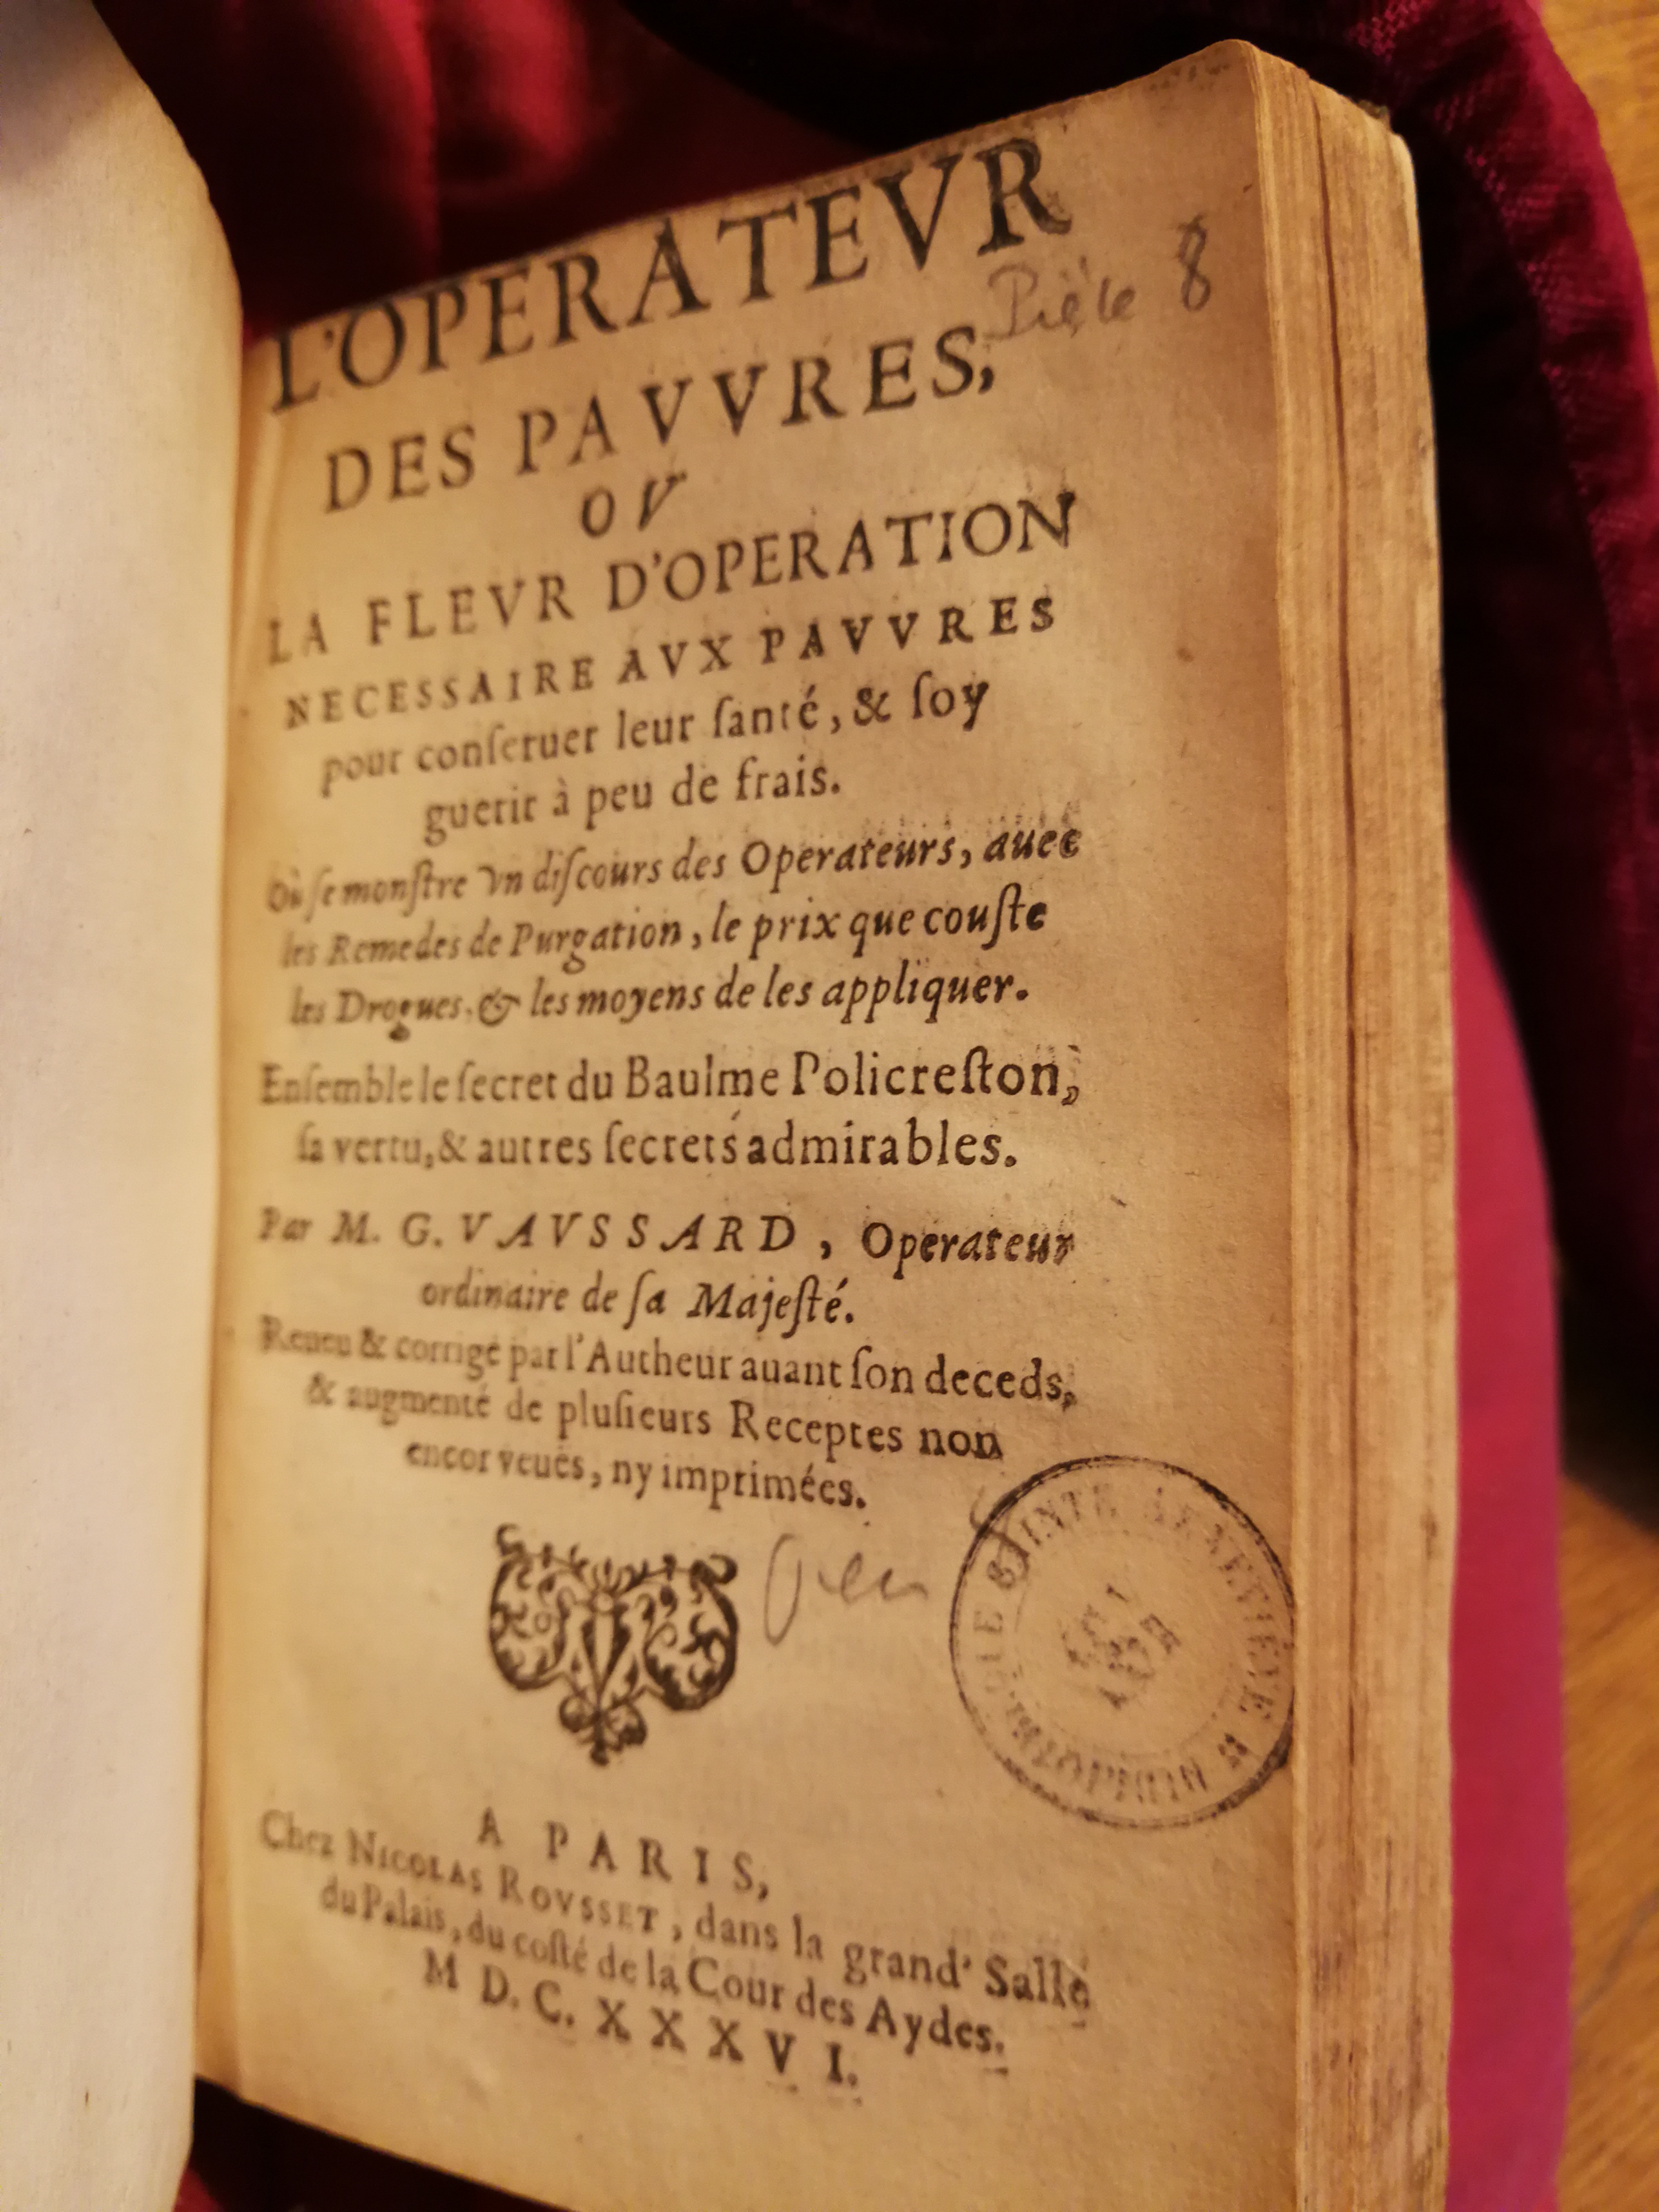 L'OPERATEVR
Piéce 8
DES PAVVRES,
OV
LA FLEVR D'OPERATION
NECESSAIRE AVX PAVVRES
pour conſeruer leur ſanté, & ſoy
guerir à peu de frais.
Où ſe monſtre vn diſcours des Operateurs, auec
les Remedes de Purgation, le prix que couſte
les Drogues, & les moyens de les appliquer.
Enſemble le ſecret du Baulme Policreſton,
ſa vertu, & autres ſecrets admirables.
Par M. G. VAVSSARD, Operateur
ordinaire de ſa Majeſté.
Reueu & corrigé par l'Autheur auant ſon deceds,
& augmenté de pluſieurs Receptes non
encor veuës, ny imprimées.
BIBLIOTHÈQUE SAINTE GENEVIÈVE
A PARIS,
Chez NICOLAS ROVSSET, dans la grand' Salle
du Palais, du coſté de la Cour des Aydes.
M D. C. XXXVI.